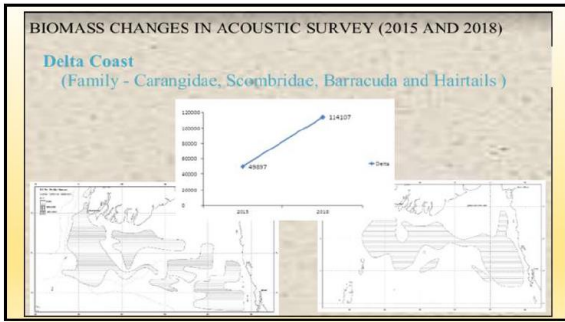 BIOMASS CHANGES IN ACOUSTIC SURVEY (2015 AND 2018)
Delta Coast
(Family - Carangidae, Scombridae, Barracuda and Hairtails )
120000
100000
80000
60000
40000
20000
0
114107
49897
Delta
2015
2018